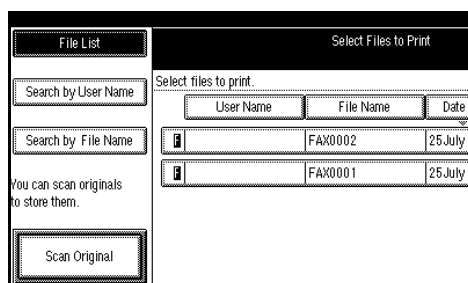 File List
Select Files to Print
Select files to print.
Search by User Name
User Name
File Name
Date
Search by File Name
F
FAX0002
25July
F
FAX0001
25July
You can scan originals
to store them.
Scan Original